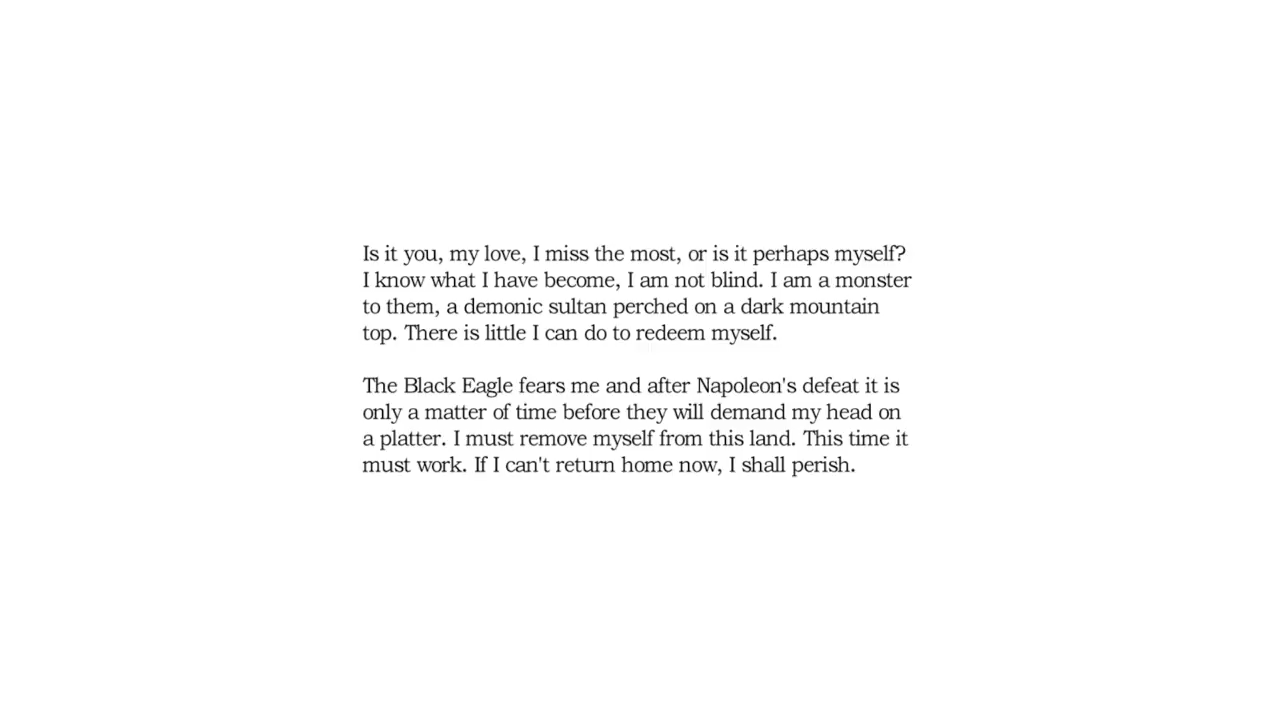 Is it you, my love, I miss the most, or is it perhaps myself?
I know what I have become, I am not blind. I am a monster
to them, a demonic sultan perched on a dark mountain
top. There is little I can do to redeem myself.
The Black Eagle fears me and after Napoleon's defeat it is
only a matter of time before they will demand my head on
a platter. I must remove myself from this land. This time it
must work. If I can't return home now, I shall perish.